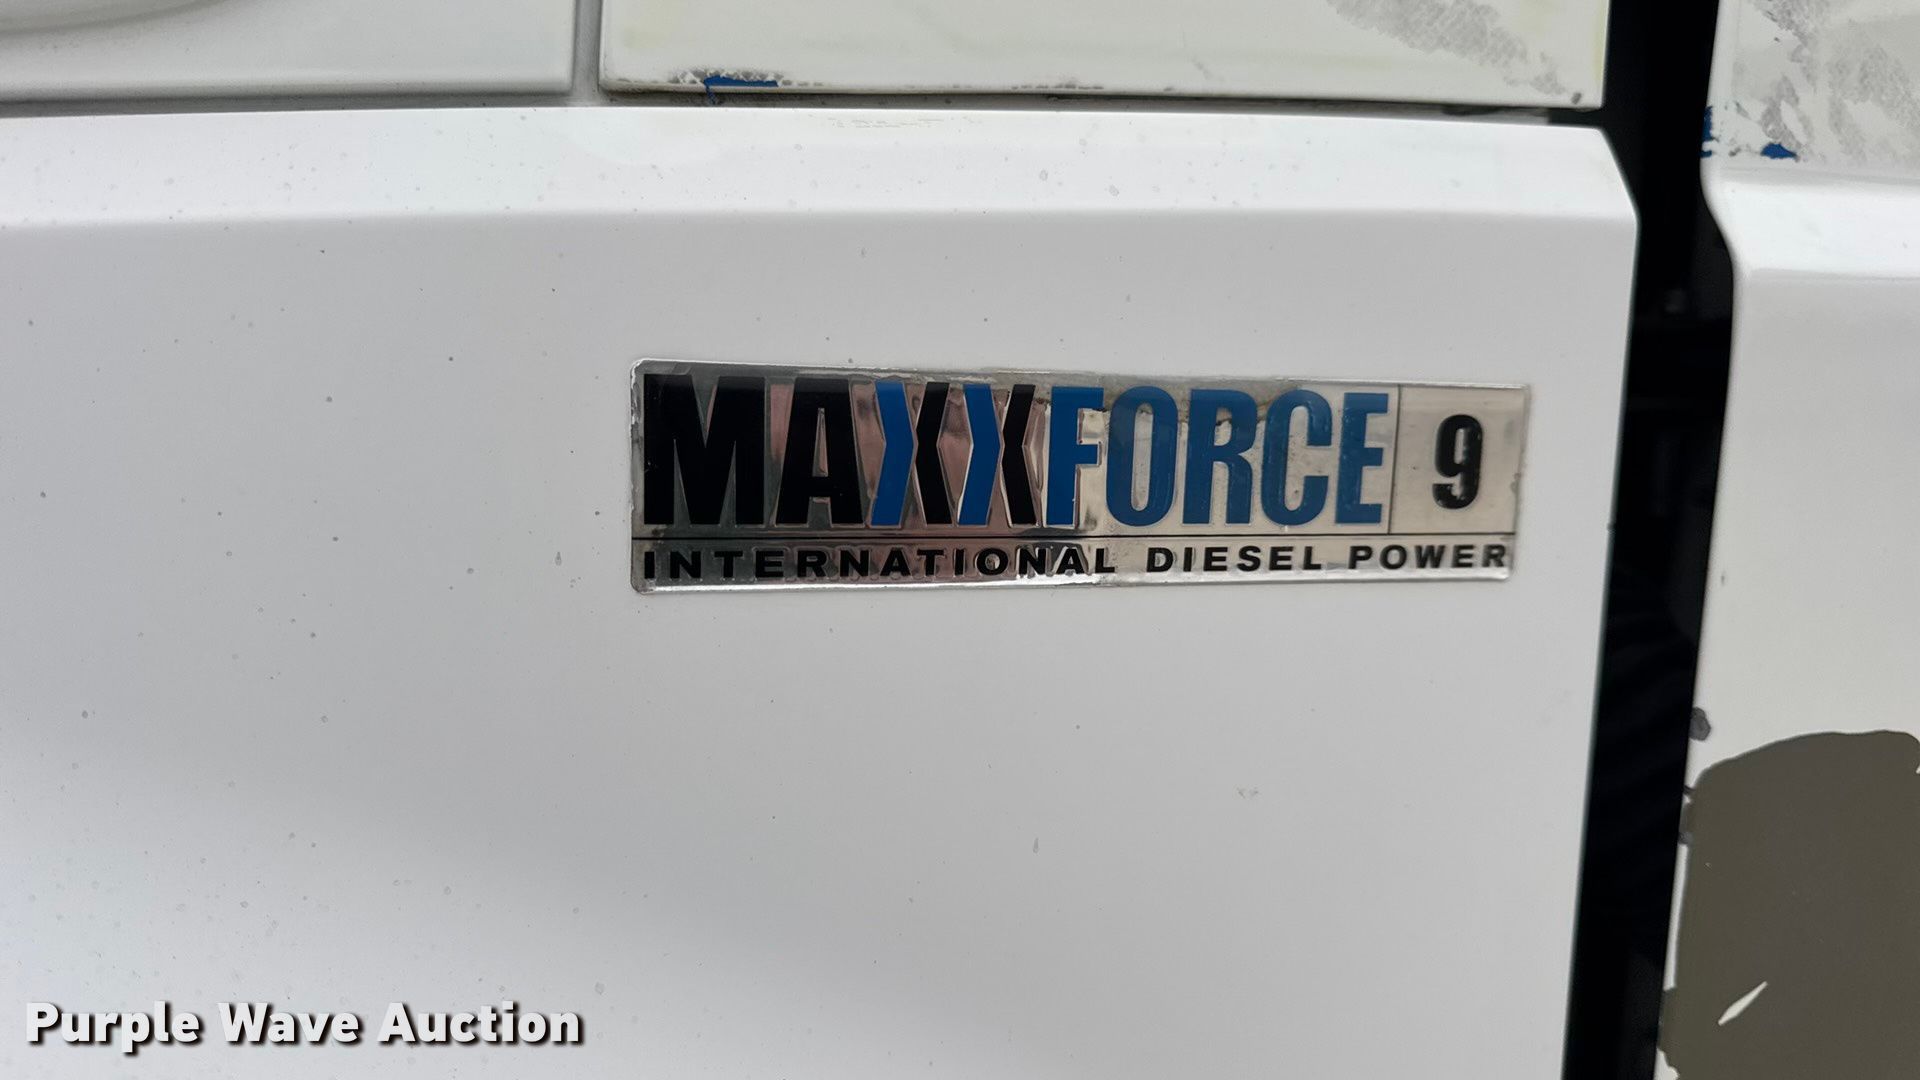 MAXXFORCE 9
INTERNATIONAL DIESEL POWER
Purple Wave Auction